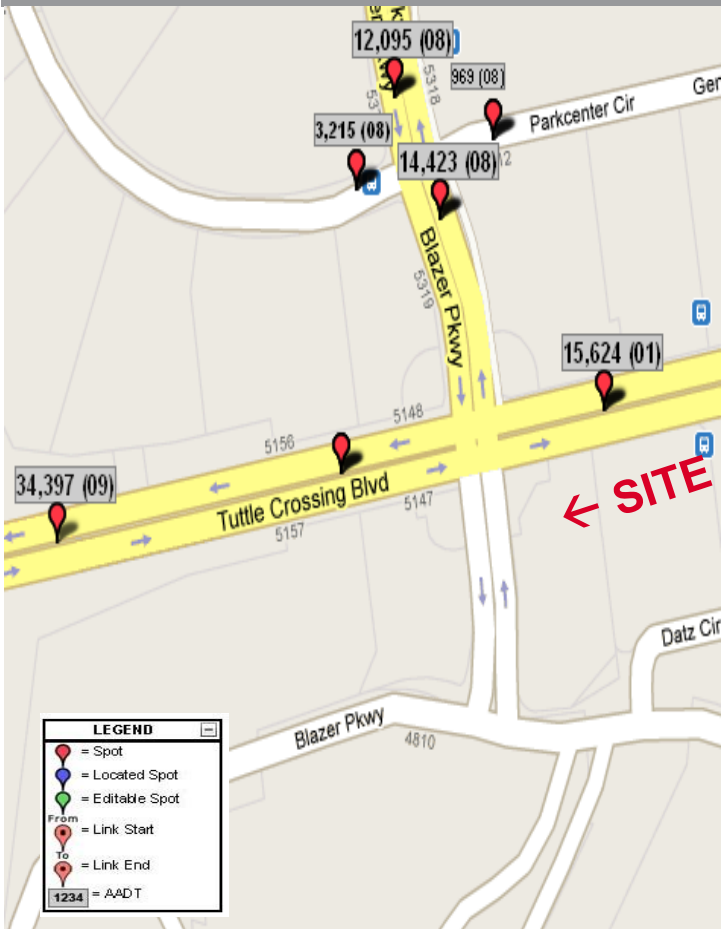 12,095 (08)
5318
969 (08)
Parkcenter Cir
3,215 (08)
14,423 (08)
Blazer Pkwy
5319
15,624 (01)
5148
5156
34,397 (09)
Tuttle Crossing Blvd
5147
5157
← SITE
Datz Cir
Blazer Pkwy
4810
LEGEND
= Spot
= Located Spot
= Editable Spot
From
= Link Start
To
= Link End
1234 = AADT